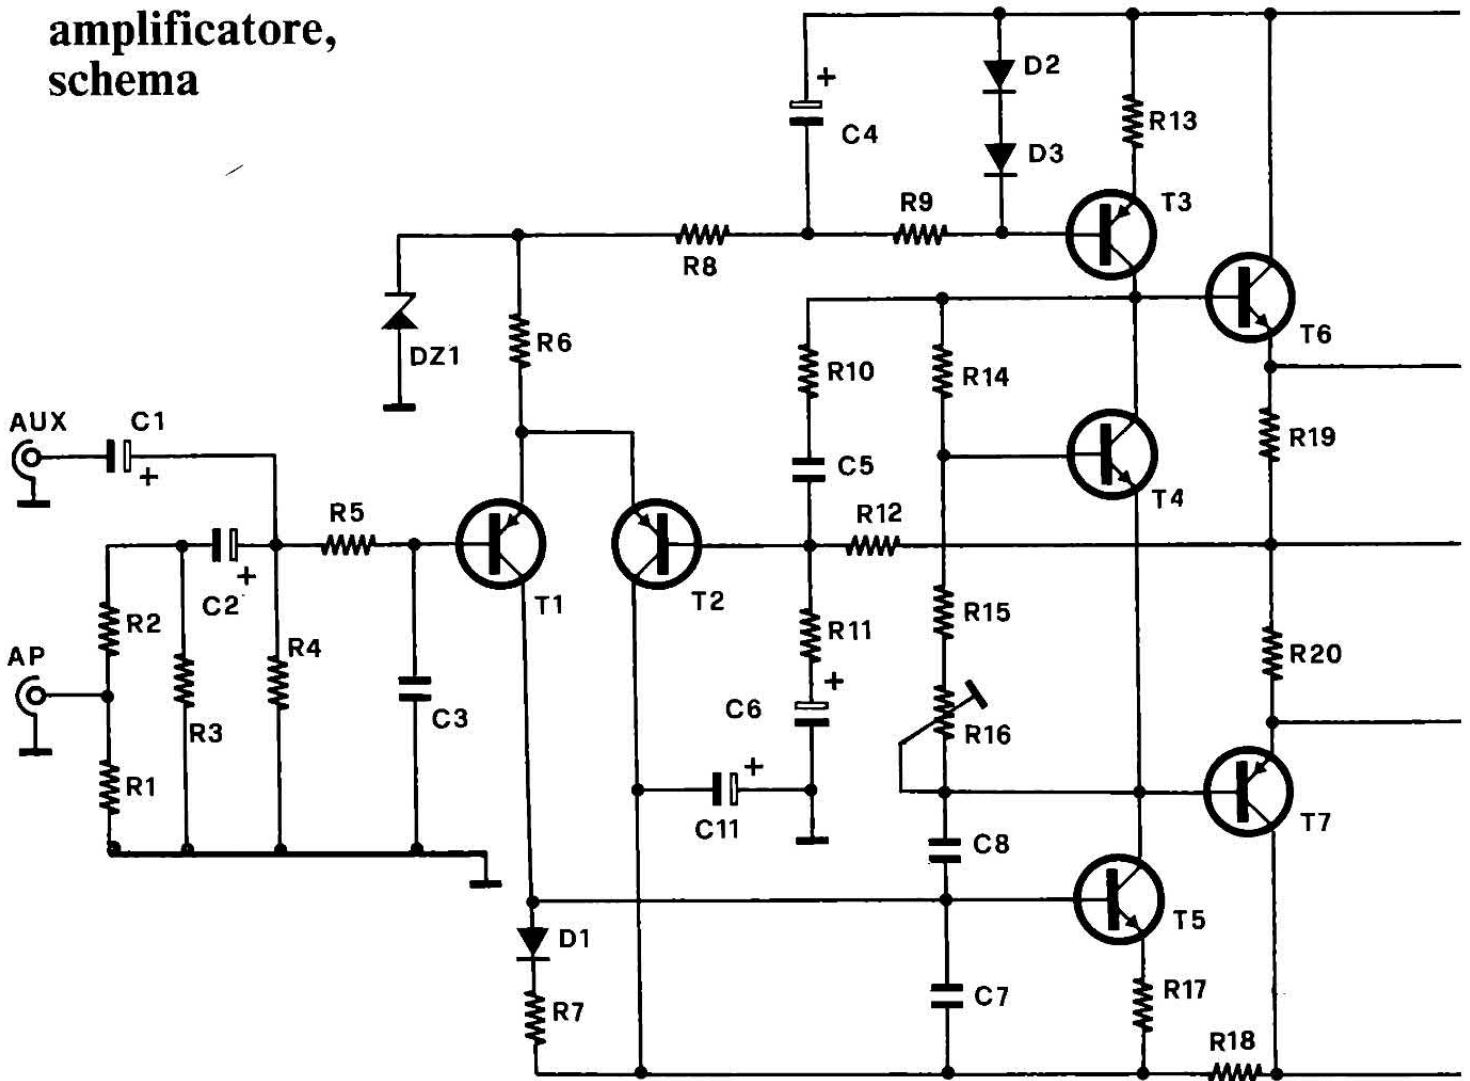 amplificatore,
schema
D2
+
C4
R13
D3
R9
T3
R8
R6
DZ1
T6
R10
R14
AUX
C1
+
C5
R19
R5
R12
T4
+
C2
T1
T2
R2
R11
R15
R4
AP
+
R20
C6
R3
C3
R16
R1
+
C11
C8
T7
T5
D1
R7
C7
R17
R18